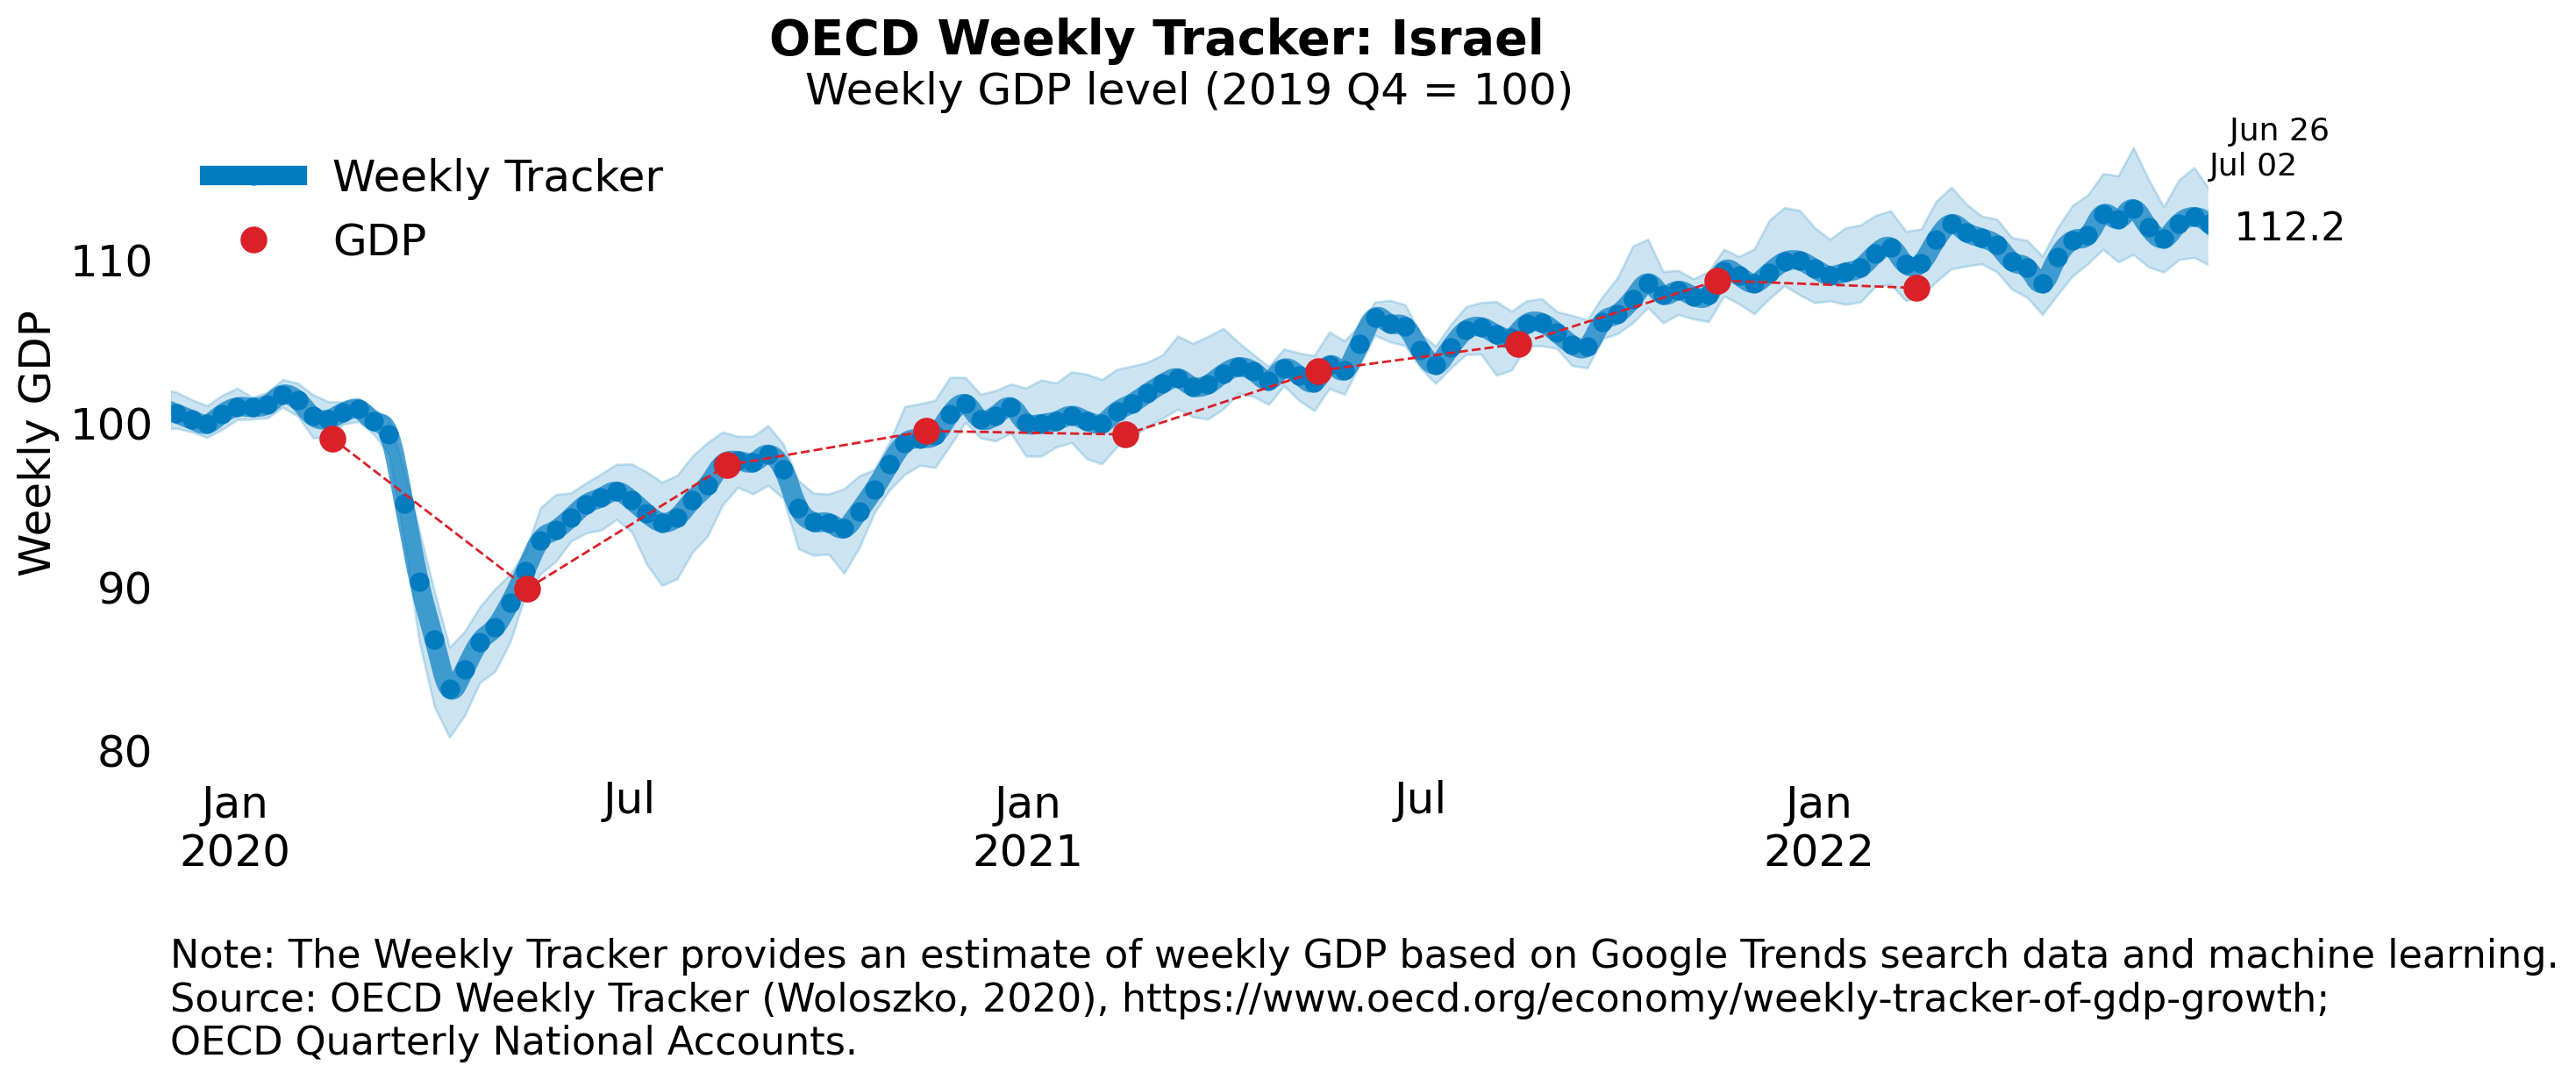 OECD Weekly Tracker: Israel
Weekly GDP level (2019 Q4 = 100)
Jun 26
Jul 02
Weekly Tracker
GDP
112.2
Weekly GDP
110
100
90
80
Jan
2020
Jul
Jan
2021
Jul
Jan
2022
Note: The Weekly Tracker provides an estimate of weekly GDP based on Google Trends search data and machine learning.
Source: OECD Weekly Tracker (Woloszko, 2020), https://www.oecd.org/economy/weekly-tracker-of-gdp-growth;
OECD Quarterly National Accounts.